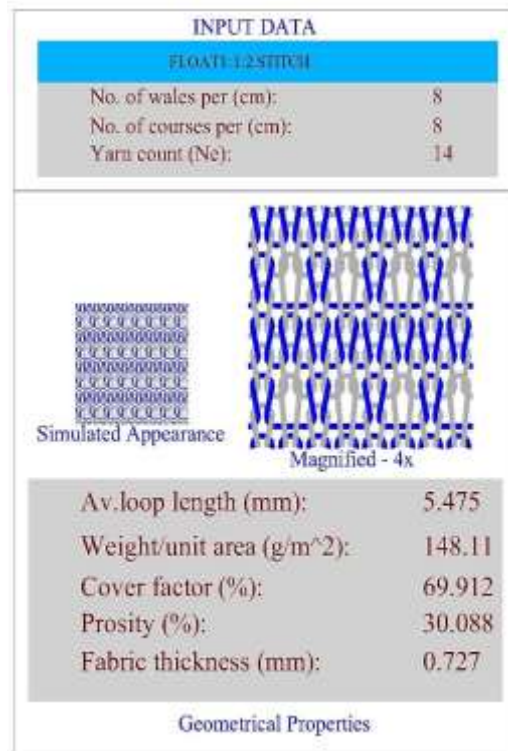 INPUT DATA
FLOAT1:1:2 STITCH
No. of wales per (cm): 8
No. of courses per (cm): 8
Yarn count (Ne): 14
Simulated Appearance
Magnified - 4x
Av.loop length (mm): 5.475
Weight/unit area (g/m^2): 148.11
Cover factor (%): 69.912
Prosity (%): 30.088
Fabric thickness (mm): 0.727
Geometrical Properties